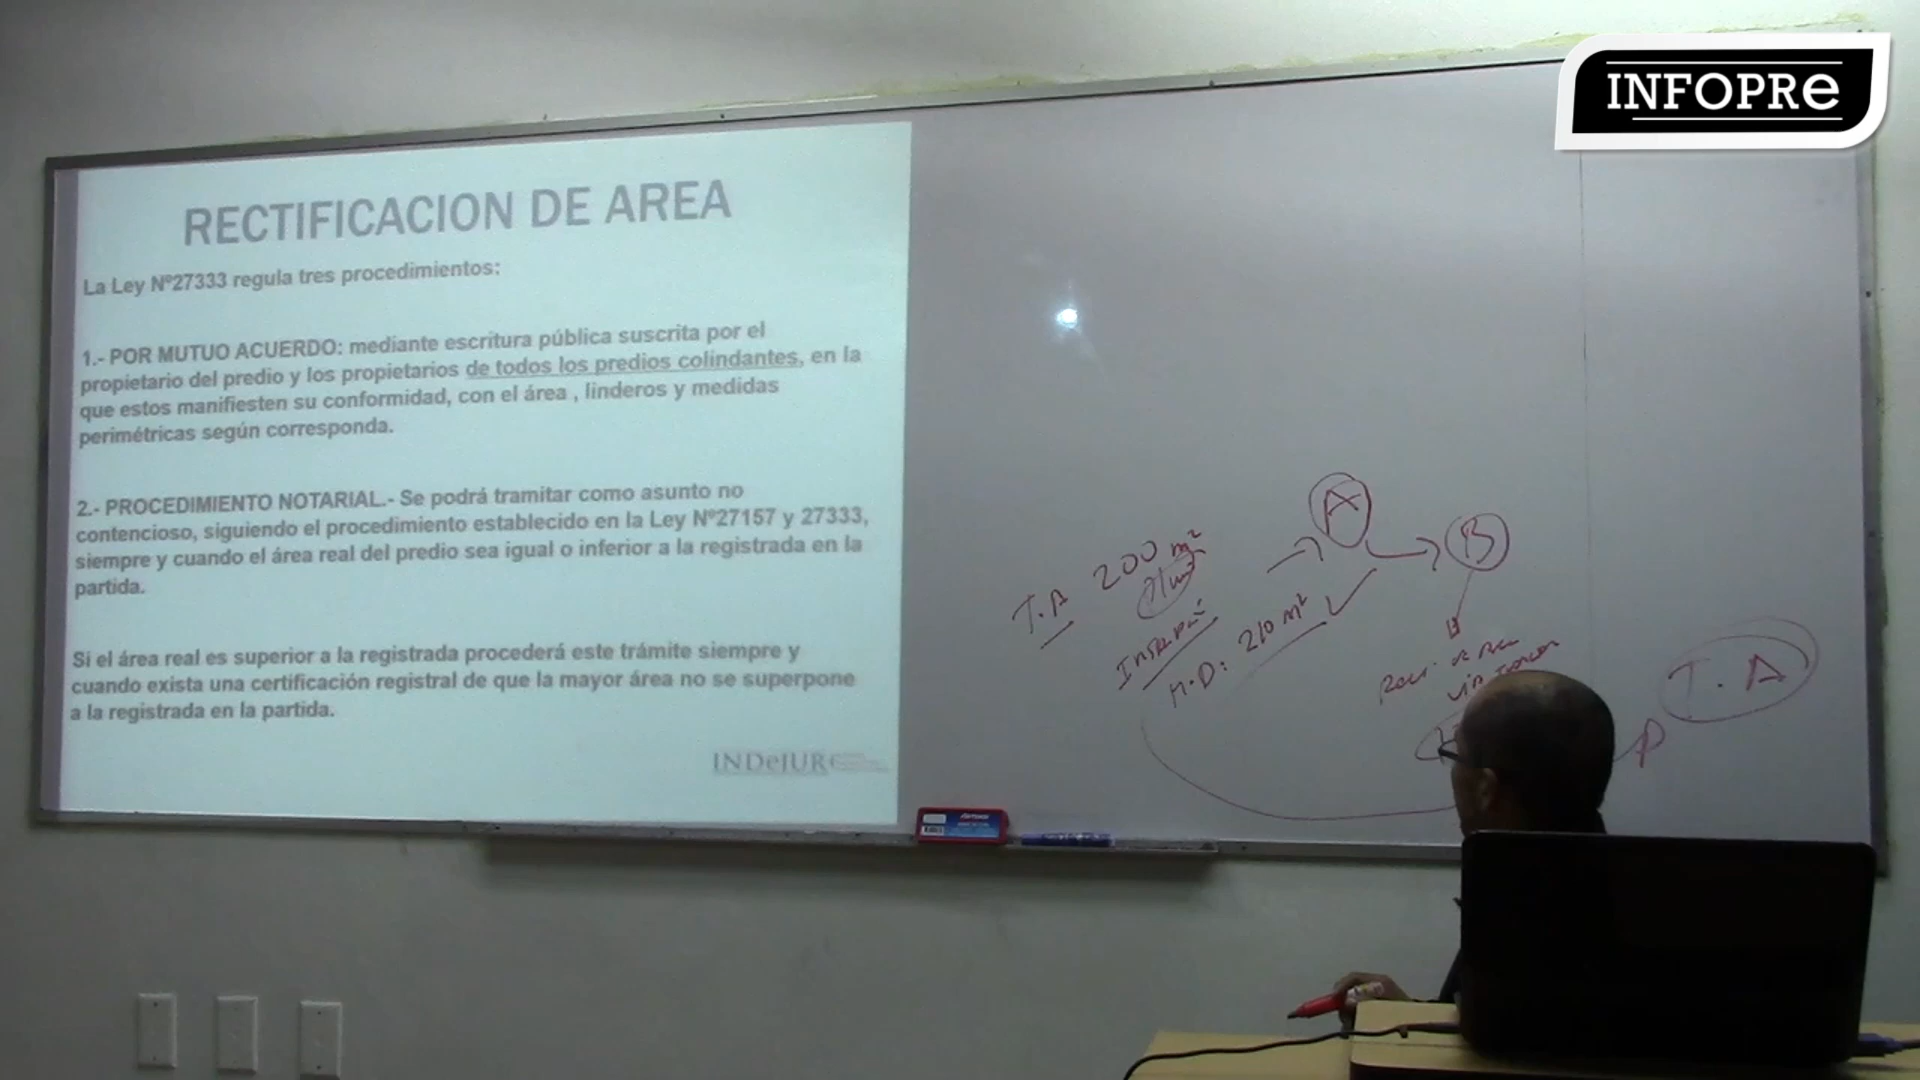 INFOPRe
RECTIFICACION DE AREA
La Ley Nº27333 regula tres procedimientos:
1.- POR MUTUO ACUERDO: mediante escritura pública suscrita por el
propietario del predio y los propietarios de todos los predios colindantes, en la
que estos manifiesten su conformidad, con el área , linderos y medidas
perimétricas según corresponda.
2.- PROCEDIMIENTO NOTARIAL.- Se podrá tramitar como asunto no
contencioso, siguiendo el procedimiento establecido en la Ley Nº27157 y 27333,
siempre y cuando el área real del predio sea igual o inferior a la registrada en la
partida.
Si el área real es superior a la registrada procederá este trámite siempre y
cuando exista una certificación registral de que la mayor área no se superpone
a la registrada en la partida.
INDeJUR
A
B
T.A 200 m²
M.D: 210 m²
T. A
P